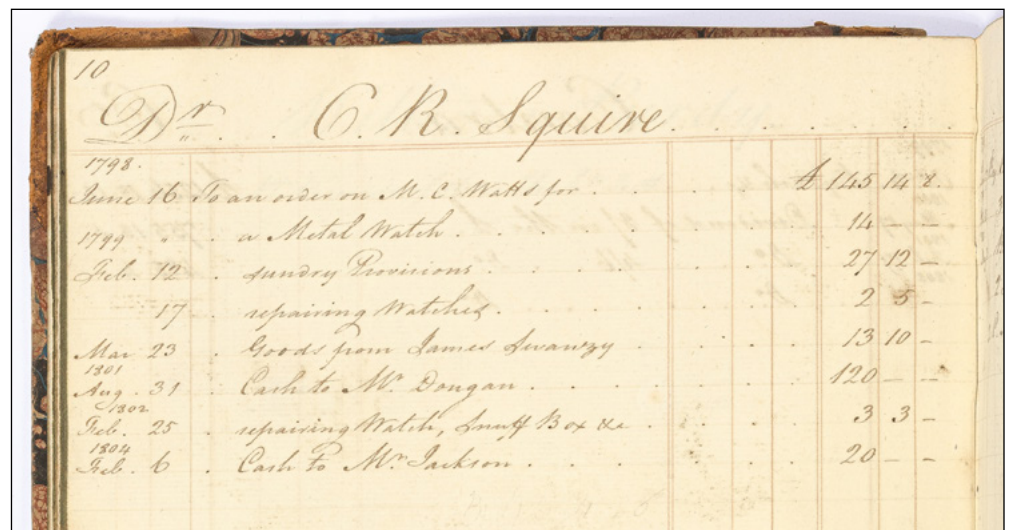 10
Dr. . C. R. Squire . . . . . .
1798.
June 16 To an order on M. C. Watts for . . . £ 145 14 8.
1799 " . a Metal Watch . . . . . 14 – –
Feb. 12 . sundry Provisions . . . . . 27 12 –
17 . repairing Watches . . . . . 2 5 –
Mar 23 . Goods from James Swanzy . . . . 13 10 –
1801
Aug. 31 . Cash to Mr Dongan . . . . . . 120 – –
1802
Feb. 25 . repairing Watch, Snuff Box &c . . . . 3 3 –
1804
Feb. 6 . Cash to Mr Jackson . . . . . . 20 – –